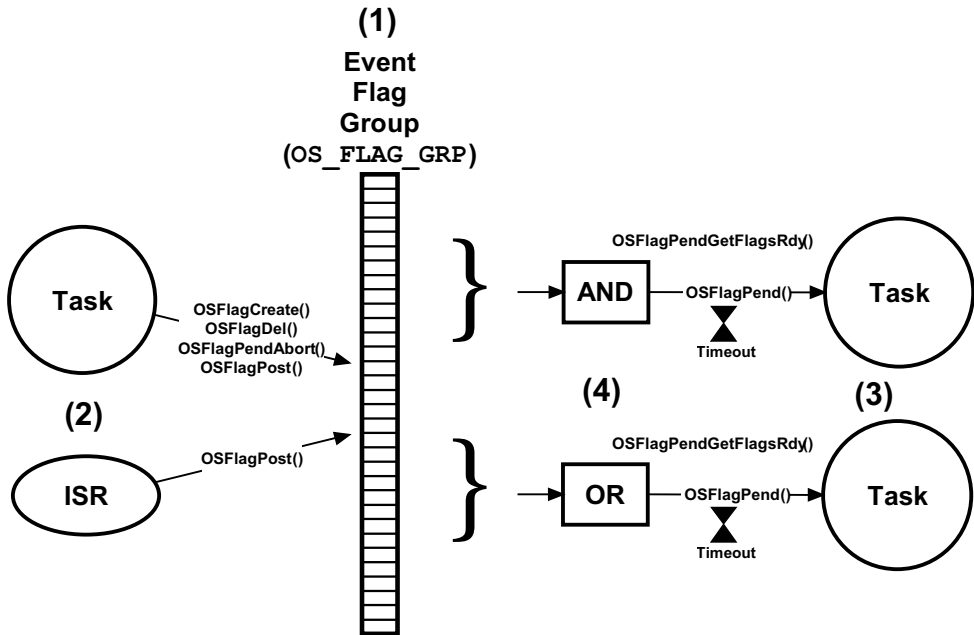 (1)
Event
Flag
Group
(OS_FLAG_GRP)
Task
OSFlagCreate()
OSFlagDel()
OSFlagPendAbort()
OSFlagPost()
(2)
ISR
OSFlagPost()
}
OSFlagPendGetFlagsRdy()
AND
OSFlagPend()
Timeout
Task
(4)
(3)
}
OSFlagPendGetFlagsRdy()
OR
OSFlagPend()
Timeout
Task